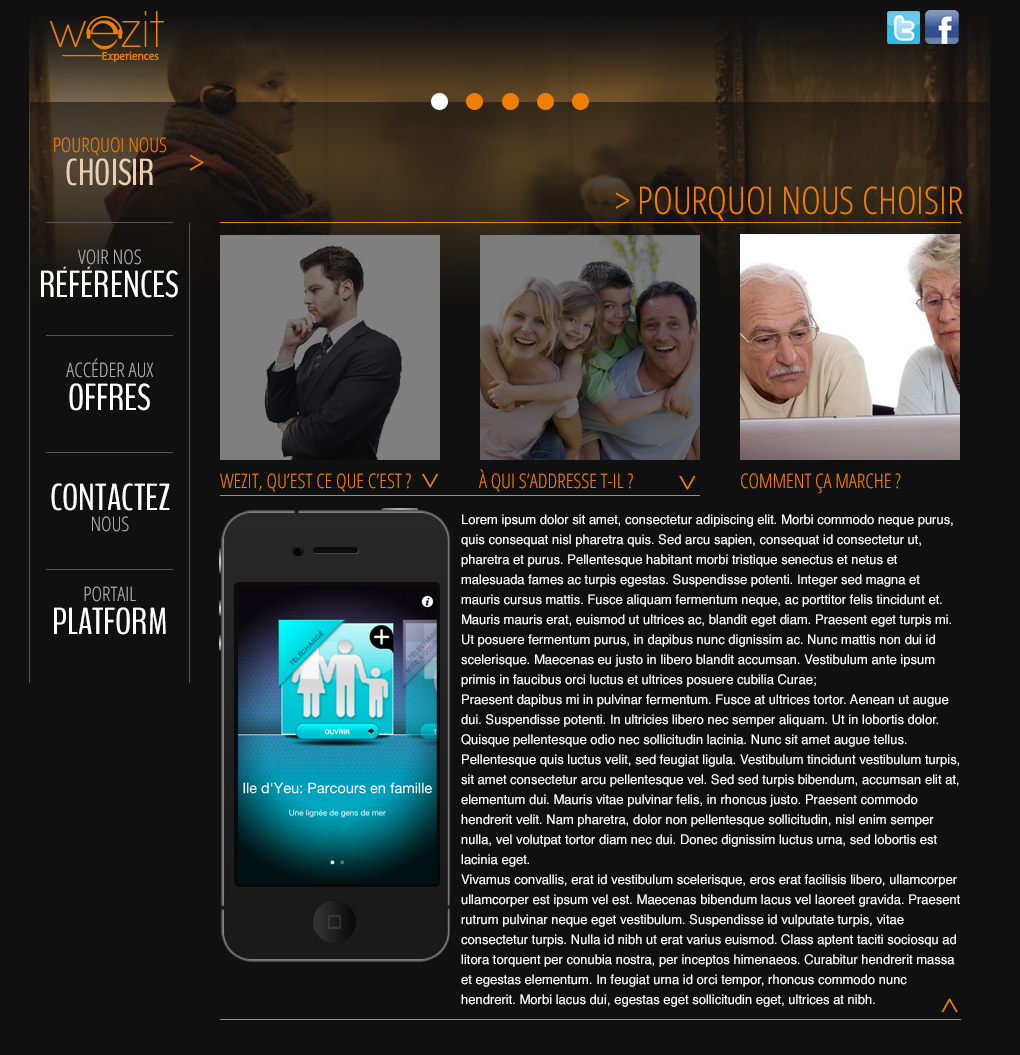 wezit
Experiences
POURQUOI NOUS
CHOISIR
>
> POURQUOI NOUS CHOISIR
VOIR NOS
RÉFÉRENCES
ACCÉDER AUX
OFFRES
CONTACTEZ
NOUS
PORTAIL
PLATFORM
WEZIT, QU'EST CE QUE C'EST ?
À QUI S'ADDRESSE T-IL ?
COMMENT ÇA MARCHE ?
TÉLÉCHARGÉ
OUVRIR
Ile d'Yeu: Parcours en famille
Une lignée de gens de mer
Lorem ipsum dolor sit amet, consectetur adipiscing elit. Morbi commodo neque purus,
quis consequat nisl pharetra quis. Sed arcu sapien, consequat id consectetur ut,
pharetra et purus. Pellentesque habitant morbi tristique senectus et netus et
malesuada fames ac turpis egestas. Suspendisse potenti. Integer sed magna et
mauris cursus mattis. Fusce aliquam fermentum neque, ac porttitor felis tincidunt et.
Mauris mauris erat, euismod ut ultrices ac, blandit eget diam. Praesent eget turpis mi.
Ut posuere fermentum purus, in dapibus nunc dignissim ac. Nunc mattis non dui id
scelerisque. Maecenas eu justo in libero blandit accumsan. Vestibulum ante ipsum
primis in faucibus orci luctus et ultrices posuere cubilia Curae;
Praesent dapibus mi in pulvinar fermentum. Fusce at ultrices tortor. Aenean ut augue
dui. Suspendisse potenti. In ultricies libero nec semper aliquam. Ut in lobortis dolor.
Quisque pellentesque odio nec sollicitudin lacinia. Nunc sit amet augue tellus.
Pellentesque quis luctus velit, sed feugiat ligula. Vestibulum tincidunt vestibulum turpis,
sit amet consectetur arcu pellentesque vel. Sed sed turpis bibendum, accumsan elit at,
elementum dui. Mauris vitae pulvinar felis, in rhoncus justo. Praesent commodo
hendrerit velit. Nam pharetra, dolor non pellentesque sollicitudin, nisl enim semper
nulla, vel volutpat tortor diam nec dui. Donec dignissim luctus urna, sed lobortis est
lacinia eget.
Vivamus convallis, erat id vestibulum scelerisque, eros erat facilisis libero, ullamcorper
ullamcorper est ipsum vel est. Maecenas bibendum lacus vel laoreet gravida. Praesent
rutrum pulvinar neque eget vestibulum. Suspendisse id vulputate turpis, vitae
consectetur turpis. Nulla id nibh ut erat varius euismod. Class aptent taciti sociosqu ad
litora torquent per conubia nostra, per inceptos himenaeos. Curabitur hendrerit massa
et egestas elementum. In feugiat urna id orci tempor, rhoncus commodo nunc
hendrerit. Morbi lacus dui, egestas eget sollicitudin eget, ultrices at nibh.